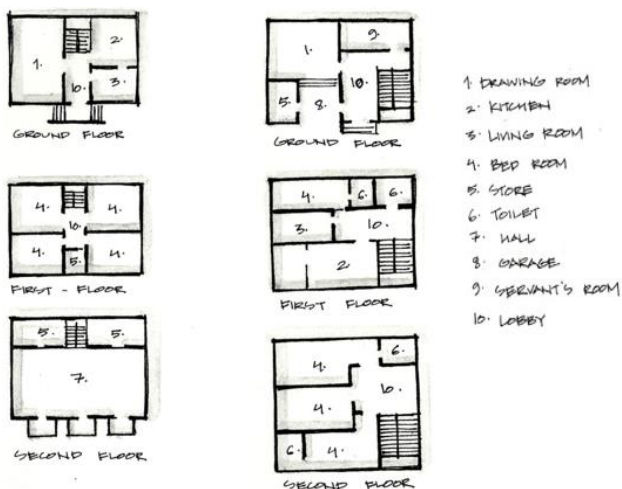 1. 2.
3.
10.
GROUND FLOOR
4. 4.
10.
4. 4.
5.
FIRST - FLOOR
5. 5.
7.
SECOND FLOOR
9.
1.
10.
5. 8.
GROUND FLOOR
4. 6. 6.
10.
3.
2.
FIRST FLOOR
6.
4.
10.
4.
6. 4.
SECOND FLOOR
1. DRAWING ROOM
2. KITCHEN
3. LIVING ROOM
4. BED ROOM
5. STORE
6. TOILET
7. HALL
8. GARAGE
9. SERVANT'S ROOM
10. LOBBY